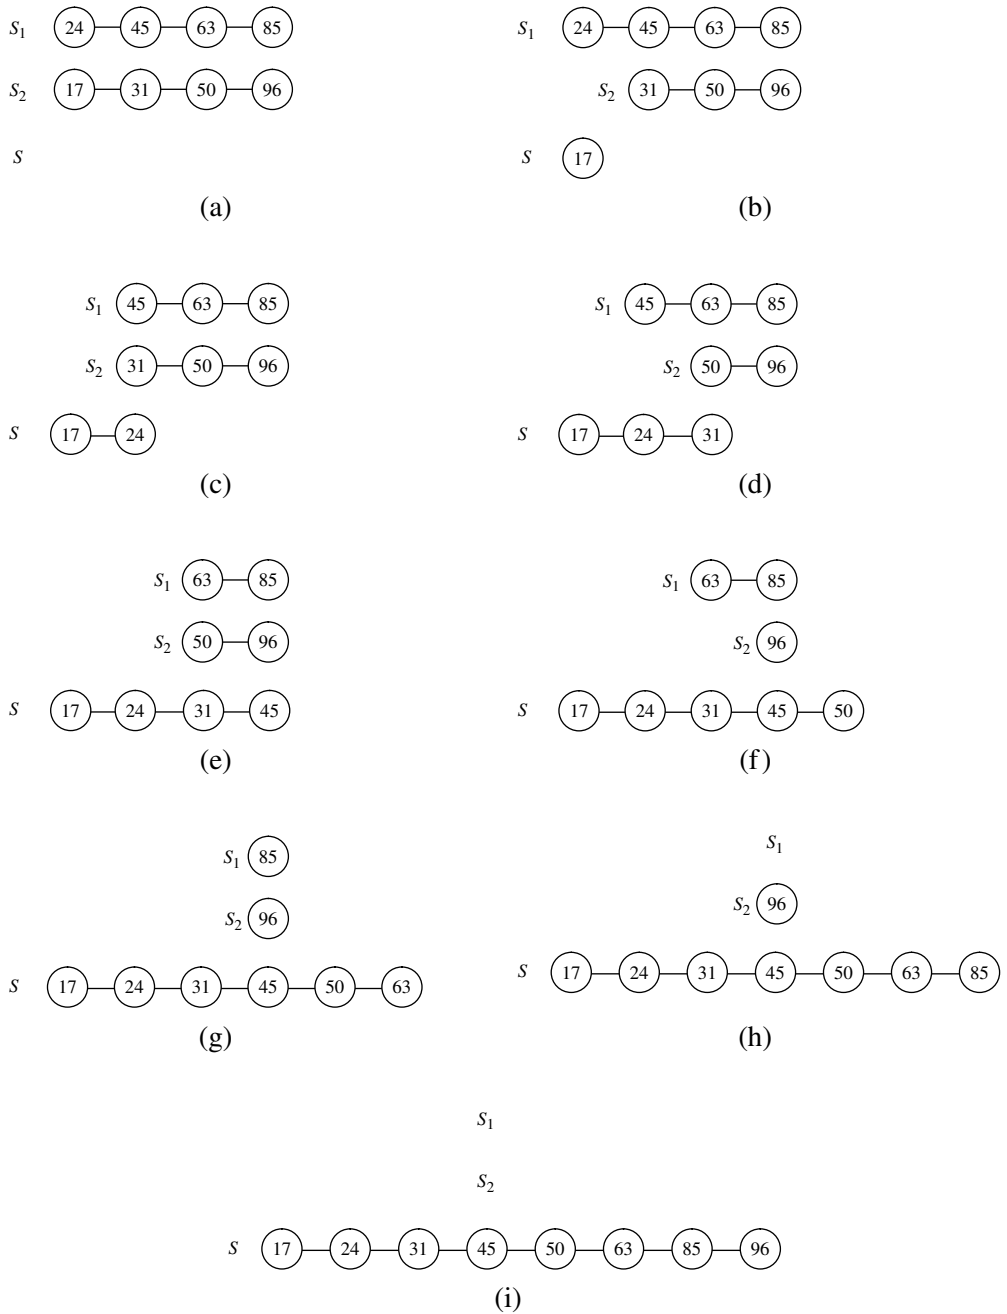 S1 24 45 63 85
S2 17 31 50 96
S
(a)
S1 24 45 63 85
S2 31 50 96
S 17
(b)
S1 45 63 85
S2 31 50 96
S 17 24
(c)
S1 45 63 85
S2 50 96
S 17 24 31
(d)
S1 63 85
S2 50 96
S 17 24 31 45
(e)
S1 63 85
S2 96
S 17 24 31 45 50
(f)
S1 85
S2 96
S 17 24 31 45 50 63
(g)
S1
S2 96
S 17 24 31 45 50 63 85
(h)
S1
S2
S 17 24 31 45 50 63 85 96
(i)